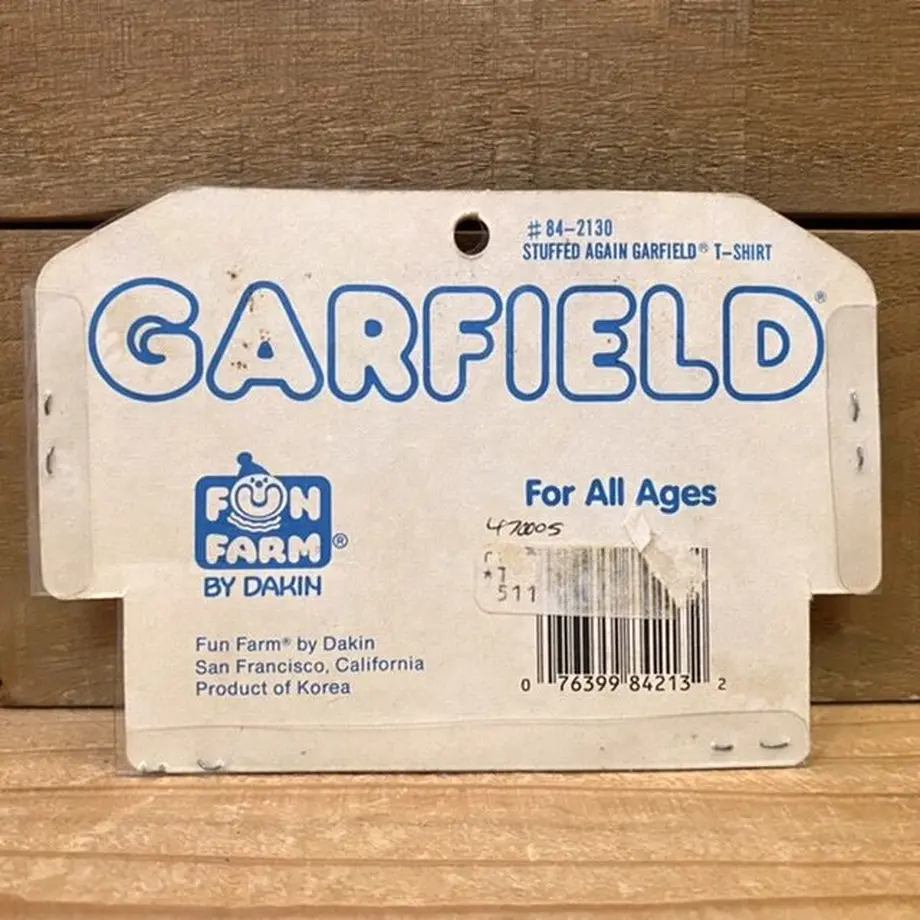 # 84-2130
STUFFED AGAIN GARFIELD® T-SHIRT
GARFIELD®
FUN
FARM®
BY DAKIN
For All Ages
470005
511
Fun Farm® by Dakin
San Francisco, California
Product of Korea
0 76399 84213 2